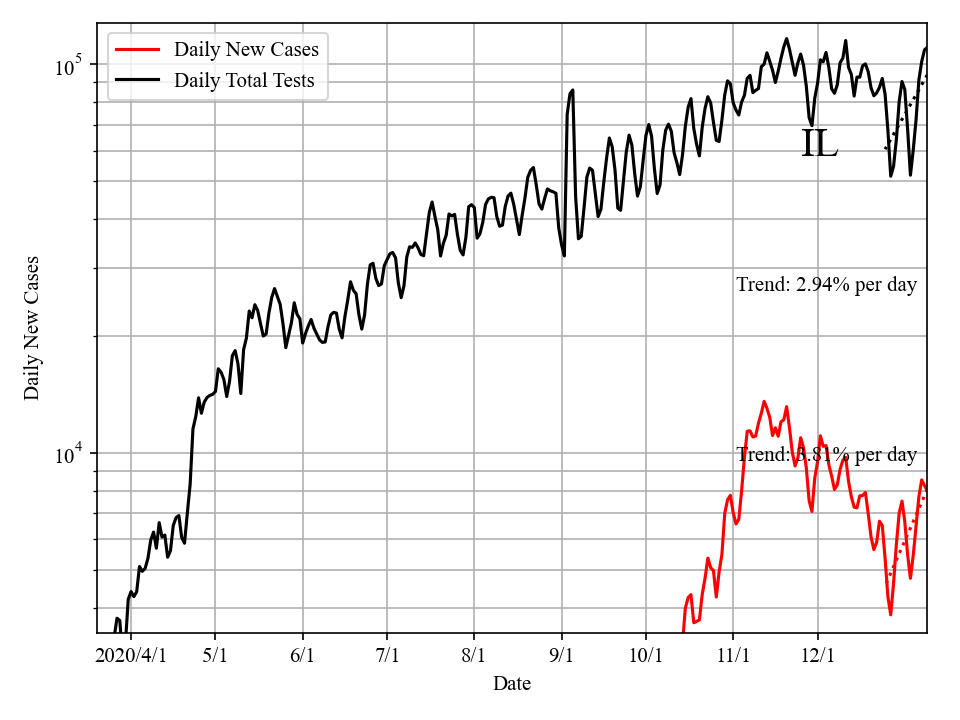 Daily New Cases
Daily Total Tests
10^5
IL
Trend: 2.94% per day
Daily New Cases
10^4
Trend: 3.81% per day
2020/4/1 5/1 6/1 7/1 8/1 9/1 10/1 11/1 12/1
Date